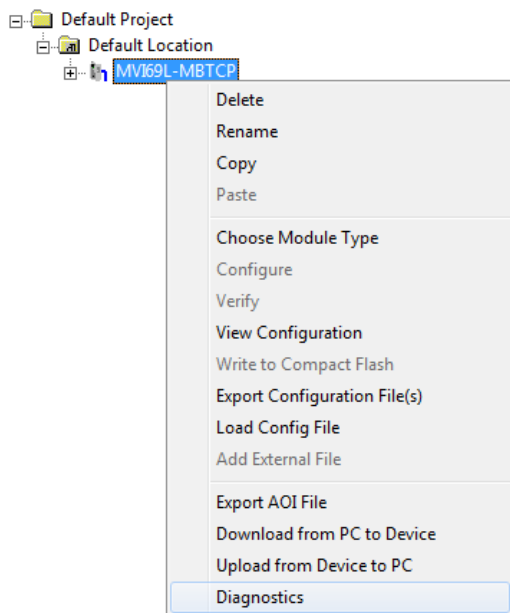 Default Project
Default Location
MVI69L-MBTCP
Delete
Rename
Copy
Paste
Choose Module Type
Configure
Verify
View Configuration
Write to Compact Flash
Export Configuration File(s)
Load Config File
Add External File
Export AOI File
Download from PC to Device
Upload from Device to PC
Diagnostics